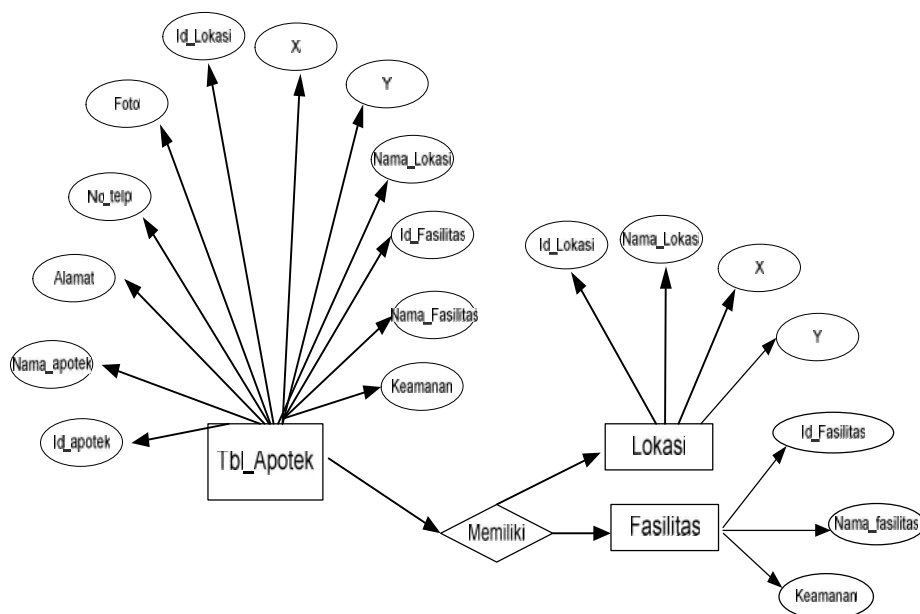 Id_Lokasi
X
Y
Foto
Nama_Lokasi
No_telp
Id_Fasilitas
Alamat
Nama_Fasilitas
Nama_apotek
Keamanan
Id_apotek
Tbl_Apotek
Id_Lokasi
Nama_Lokasi
X
Y
Lokasi
Id_Fasilitas
Memiliki
Fasilitas
Nama_fasilitas
Keamanan